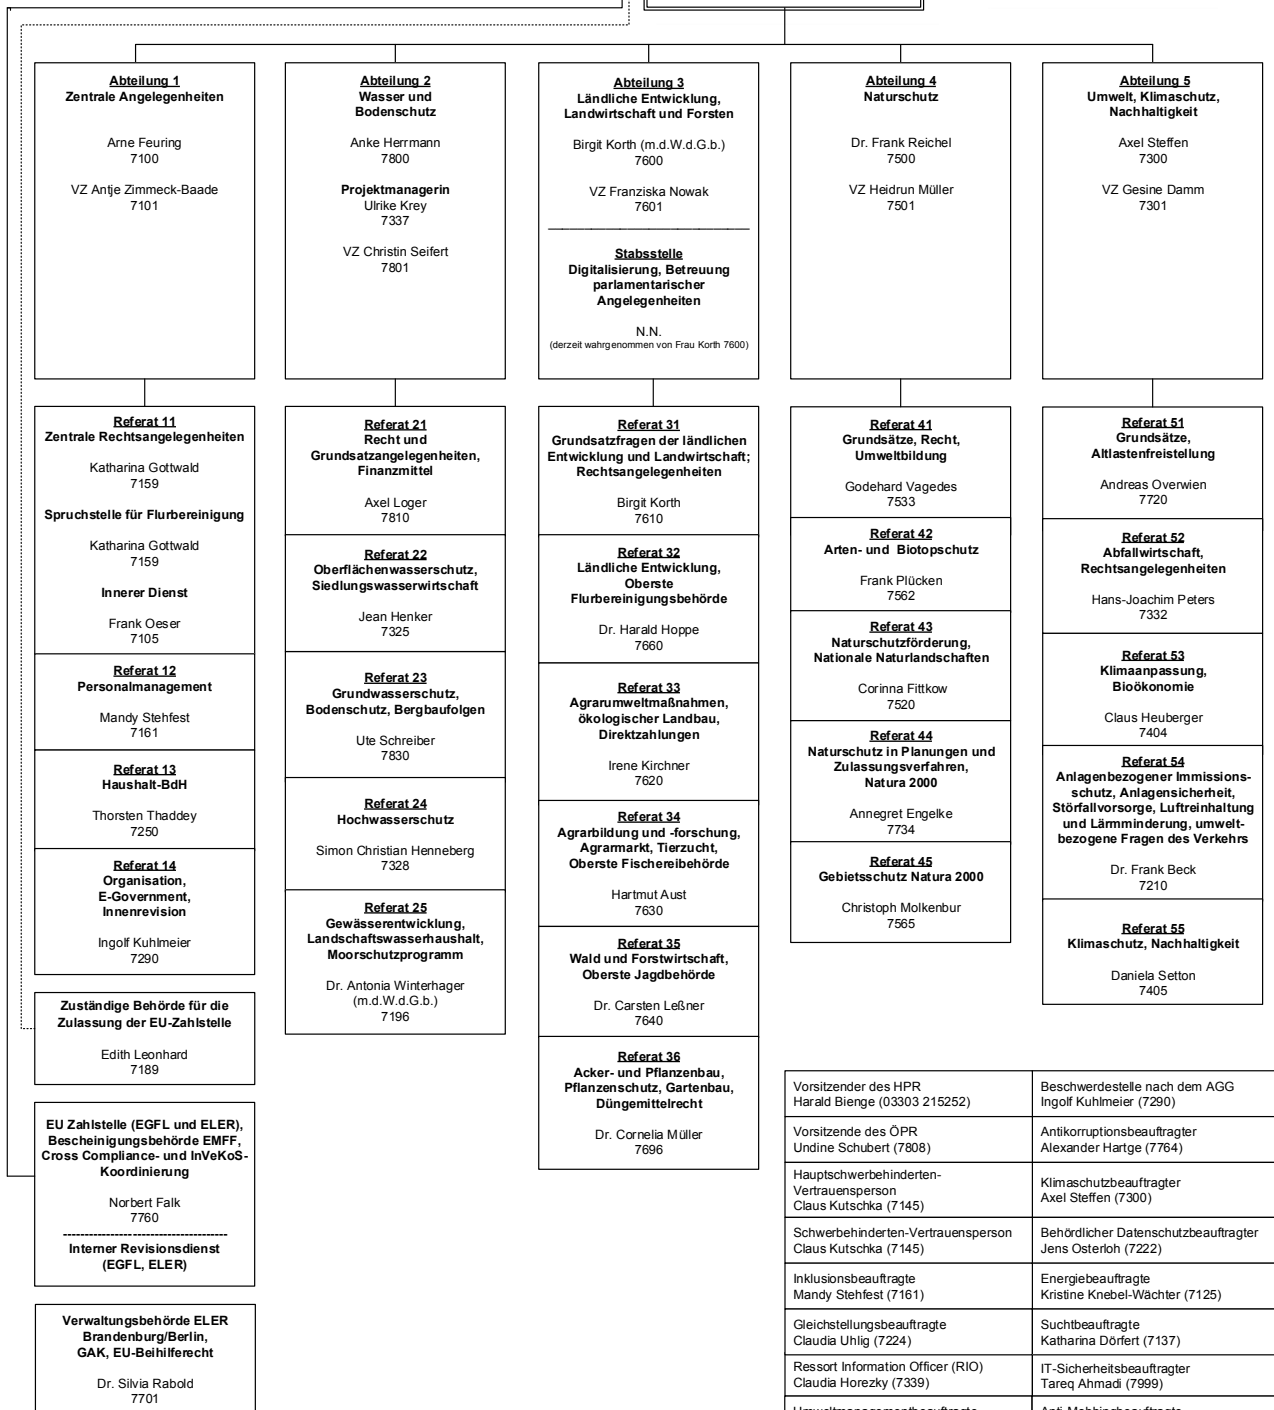 Abteilung 1
Zentrale Angelegenheiten
Arne Feuring
7100
VZ Antje Zimmeck-Baade
7101
Abteilung 2
Wasser und
Bodenschutz
Anke Herrmann
7800
Projektmanagerin
Ulrike Krey
7337
VZ Christin Seifert
7801
Abteilung 3
Ländliche Entwicklung,
Landwirtschaft und Forsten
Birgit Korth (m.d.W.d.G.b.)
7600
VZ Franziska Nowak
7601
Stabsstelle
Digitalisierung, Betreuung
parlamentarischer
Angelegenheiten
N.N.
(derzeit wahrgenommen von Frau Korth 7600)
Abteilung 4
Naturschutz
Dr. Frank Reichel
7500
VZ Heidrun Müller
7501
Abteilung 5
Umwelt, Klimaschutz,
Nachhaltigkeit
Axel Steffen
7300
VZ Gesine Damm
7301
Referat 11
Zentrale Rechtsangelegenheiten
Katharina Gottwald
7159
Spruchstelle für Flurbereinigung
Katharina Gottwald
7159
Innerer Dienst
Frank Oeser
7105
Referat 12
Personalmanagement
Mandy Stehfest
7161
Referat 13
Haushalt-BdH
Thorsten Thaddey
7250
Referat 14
Organisation,
E-Government,
Innenrevision
Ingolf Kuhlmeier
7290
Zuständige Behörde für die
Zulassung der EU-Zahlstelle
Edith Leonhard
7189
EU Zahlstelle (EGFL und ELER),
Bescheinigungsbehörde EMFF,
Cross Compliance- und InVeKoS-
Koordinierung
Norbert Falk
7760
--------------------------------------
Interner Revisionsdienst
(EGFL, ELER)
Verwaltungsbehörde ELER
Brandenburg/Berlin,
GAK, EU-Beihilferecht
Dr. Silvia Rabold
7701
Referat 21
Recht und
Grundsatzangelegenheiten,
Finanzmittel
Axel Loger
7810
Referat 22
Oberflächenwasserschutz,
Siedlungswasserwirtschaft
Jean Henker
7325
Referat 23
Grundwasserschutz,
Bodenschutz, Bergbaufolgen
Ute Schreiber
7830
Referat 24
Hochwasserschutz
Simon Christian Henneberg
7328
Referat 25
Gewässerentwicklung,
Landschaftswasserhaushalt,
Moorschutzprogramm
Dr. Antonia Winterhager
(m.d.W.d.G.b.)
7196
Referat 31
Grundsatzfragen der ländlichen
Entwicklung und Landwirtschaft;
Rechtsangelegenheiten
Birgit Korth
7610
Referat 32
Ländliche Entwicklung,
Oberste
Flurbereinigungsbehörde
Dr. Harald Hoppe
7660
Referat 33
Agrarumweltmaßnahmen,
ökologischer Landbau,
Direktzahlungen
Irene Kirchner
7620
Referat 34
Agrarbildung und -forschung,
Agrarmarkt, Tierzucht,
Oberste Fischereibehörde
Hartmut Aust
7630
Referat 35
Wald und Forstwirtschaft,
Oberste Jagdbehörde
Dr. Carsten Leßner
7640
Referat 36
Acker- und Pflanzenbau,
Pflanzenschutz, Gartenbau,
Düngemittelrecht
Dr. Cornelia Müller
7696
Referat 41
Grundsätze, Recht,
Umweltbildung
Godehard Vagedes
7533
Referat 42
Arten- und Biotopschutz
Frank Plücken
7562
Referat 43
Naturschutzförderung,
Nationale Naturlandschaften
Corinna Fittkow
7520
Referat 44
Naturschutz in Planungen und
Zulassungsverfahren,
Natura 2000
Annegret Engelke
7734
Referat 45
Gebietsschutz Natura 2000
Christoph Molkenbur
7565
Referat 51
Grundsätze,
Altlastenfreistellung
Andreas Overwien
7720
Referat 52
Abfallwirtschaft,
Rechtsangelegenheiten
Hans-Joachim Peters
7332
Referat 53
Klimaanpassung,
Bioökonomie
Claus Heuberger
7404
Referat 54
Anlagenbezogener Immissions-
schutz, Anlagensicherheit,
Störfallvorsorge, Luftreinhaltung
und Lärmminderung, umwelt-
bezogene Fragen des Verkehrs
Dr. Frank Beck
7210
Referat 55
Klimaschutz, Nachhaltigkeit
Daniela Setton
7405
Vorsitzender des HPR
Harald Bienge (03303 215252)
Beschwerdestelle nach dem AGG
Ingolf Kuhlmeier (7290)
Vorsitzende des ÖPR
Undine Schubert (7808)
Antikorruptionsbeauftragter
Alexander Hartge (7764)
Hauptschwerbehinderten-
Vertrauensperson
Claus Kutschka (7145)
Klimaschutzbeauftragter
Axel Steffen (7300)
Schwerbehinderten-Vertrauensperson
Claus Kutschka (7145)
Behördlicher Datenschutzbeauftragter
Jens Osterloh (7222)
Inklusionsbeauftragte
Mandy Stehfest (7161)
Energiebeauftragte
Kristine Knebel-Wächter (7125)
Gleichstellungsbeauftragte
Claudia Uhlig (7224)
Suchtbeauftragte
Katharina Dörfert (7137)
Ressort Information Officer (RIO)
Claudia Horezky (7339)
IT-Sicherheitsbeauftragter
Tareq Ahmadi (7999)
Umweltmanagementbeauftragte
Anti-Mobbingbeauftragte